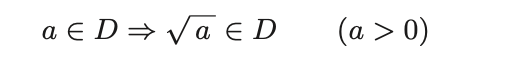 a ∈ D ⇒ √a ∈ D (a > 0)